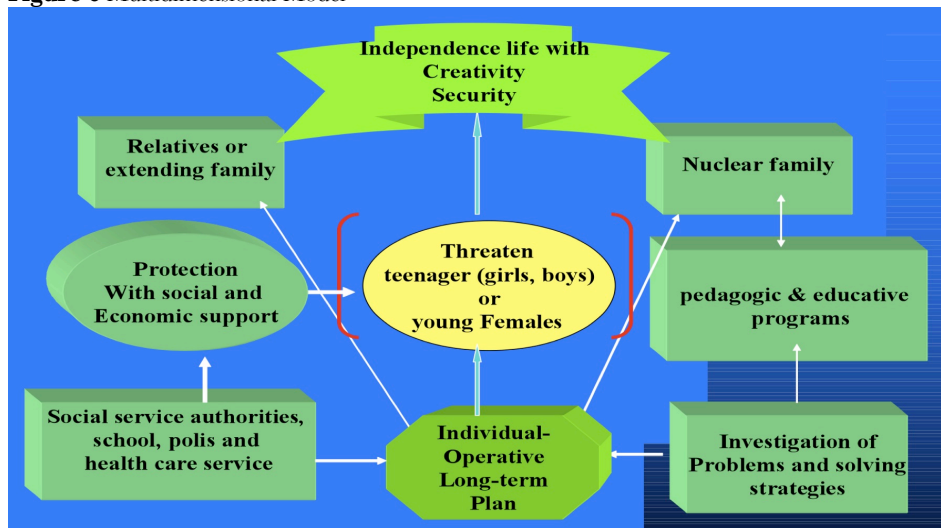 Figure 6 Multidimensional Model
Independence life with
Creativity
Security
Relatives or
extending family
Nuclear family
Protection
With social and
Economic support
Threaten
teenager (girls, boys)
or
young Females
pedagogic & educative
programs
Social service authorities,
school, polis and
health care service
Individual-
Operative
Long-term
Plan
Investigation of
Problems and solving
strategies